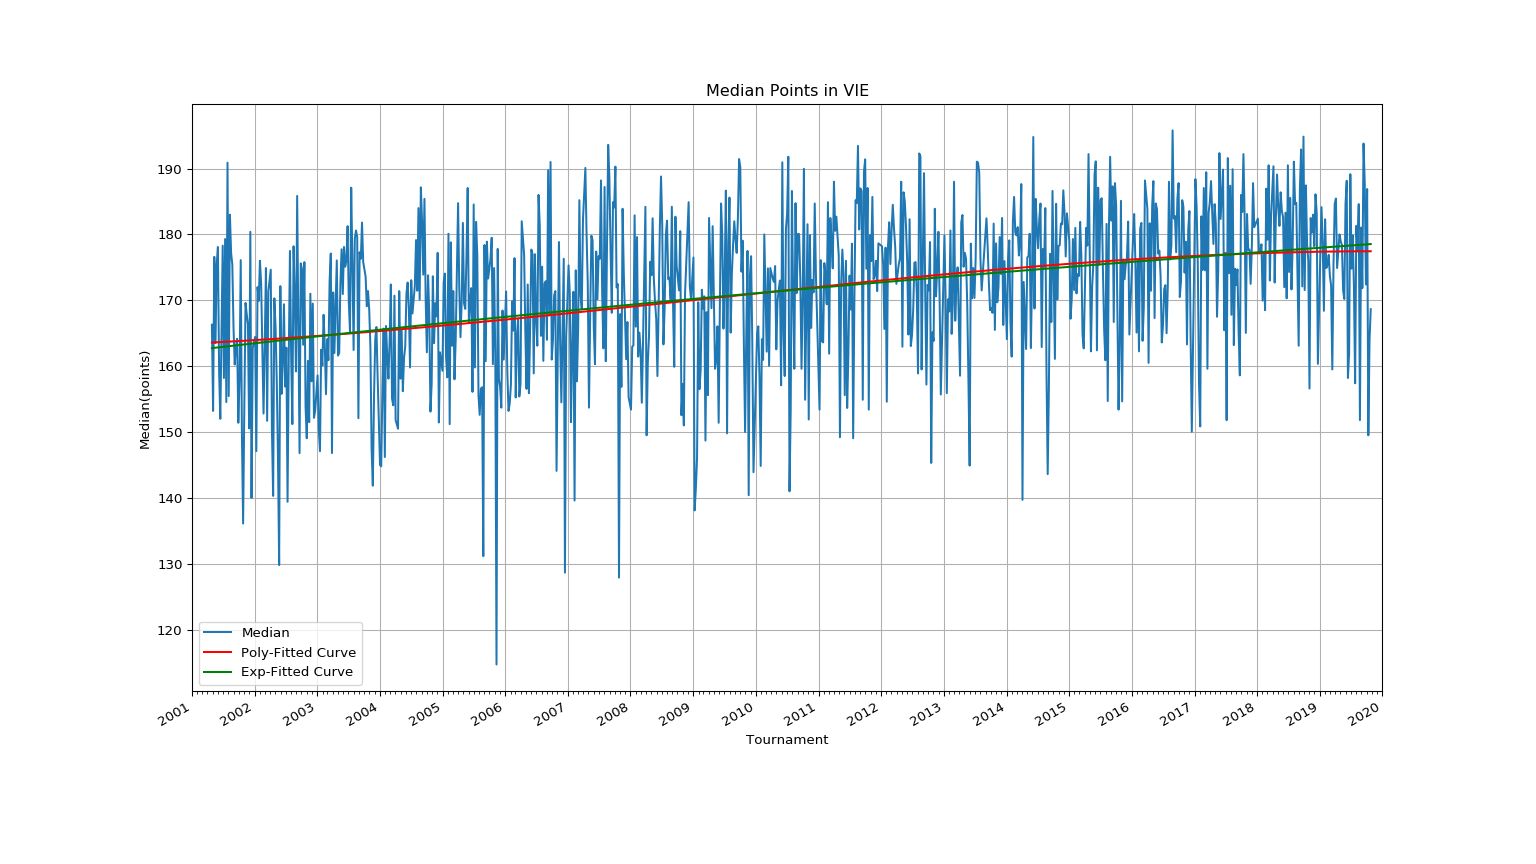 Median Points in VIE
Median(points)
190
180
170
160
150
140
130
120
Median
Poly-Fitted Curve
Exp-Fitted Curve
2001 2002 2003 2004 2005 2006 2007 2008 2009 2010 2011 2012 2013 2014 2015 2016 2017 2018 2019 2020
Tournament